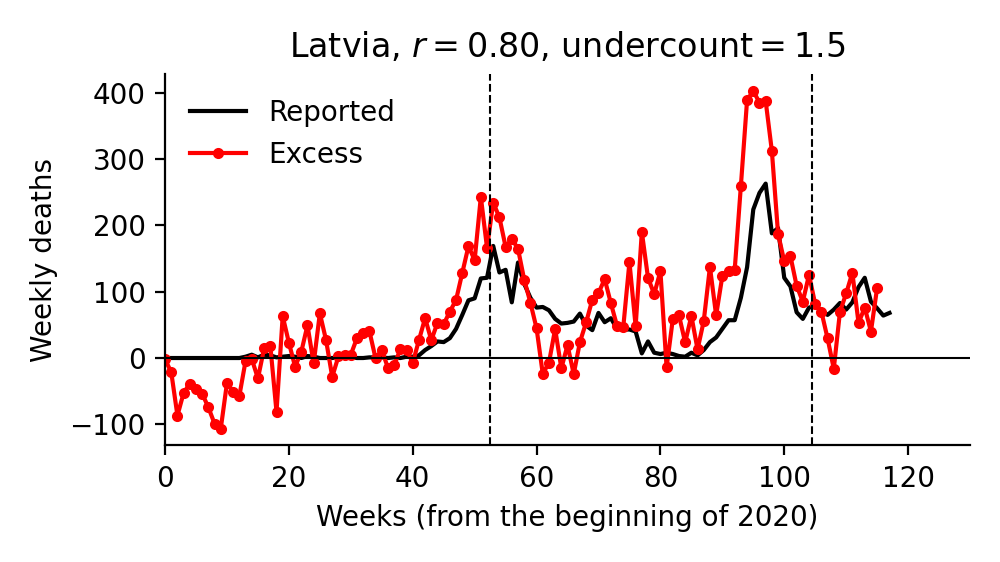 Latvia, r = 0.80, undercount = 1.5
Reported
Excess
Weekly deaths
400
300
200
100
0
−100
0 20 40 60 80 100 120
Weeks (from the beginning of 2020)